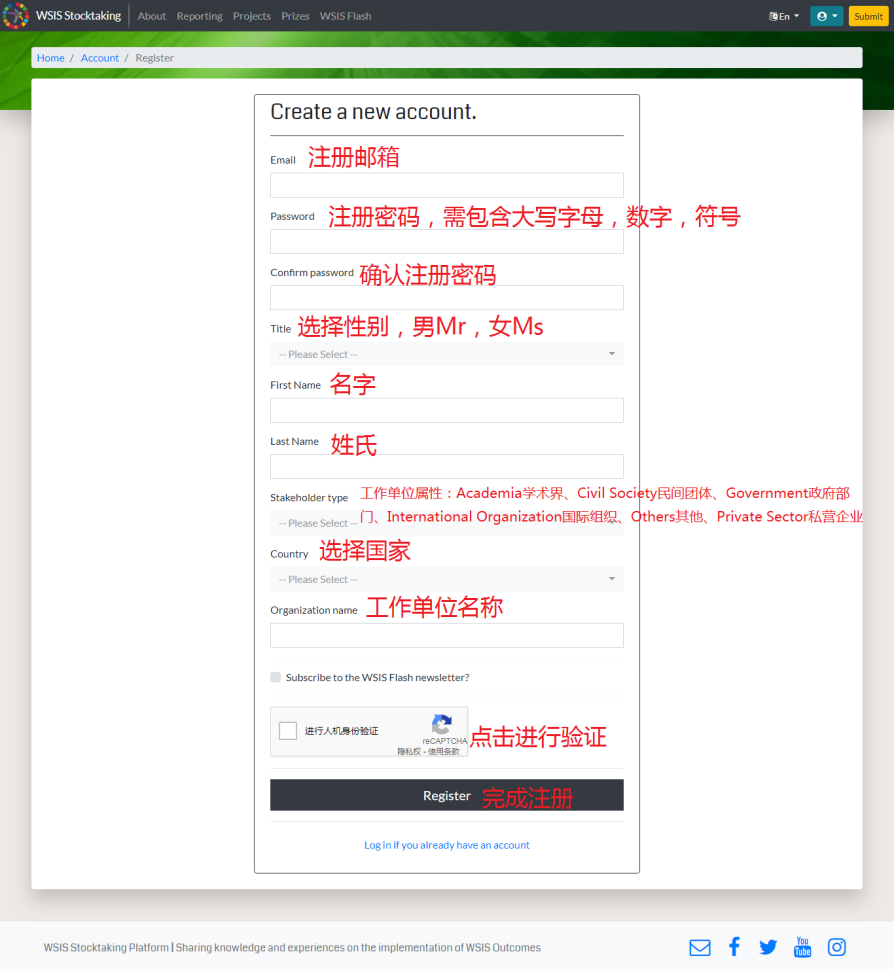 WSIS Stocktaking About Reporting Projects Prizes WSIS Flash En Submit
Home / Account / Register
Create a new account.
Email 注册邮箱
Password 注册密码，需包含大写字母，数字，符号
Confirm password 确认注册密码
Title 选择性别，男Mr，女Ms
-- Please Select --
First Name 名字
Last Name 姓氏
Stakeholder type 工作单位属性：Academia学术界、Civil Society民间团体、Government政府部
-- Please Select -- 门、International Organization国际组织、Others其他、Private Sector私营企业
Country 选择国家
-- Please Select --
Organization name 工作单位名称
Subscribe to the WSIS Flash newsletter?
进行人机身份验证
reCAPTCHA
隐私权 - 使用条款
点击进行验证
Register 完成注册
Log in if you already have an account
WSIS Stocktaking Platform | Sharing knowledge and experiences on the implementation of WSIS Outcomes
You
Tube